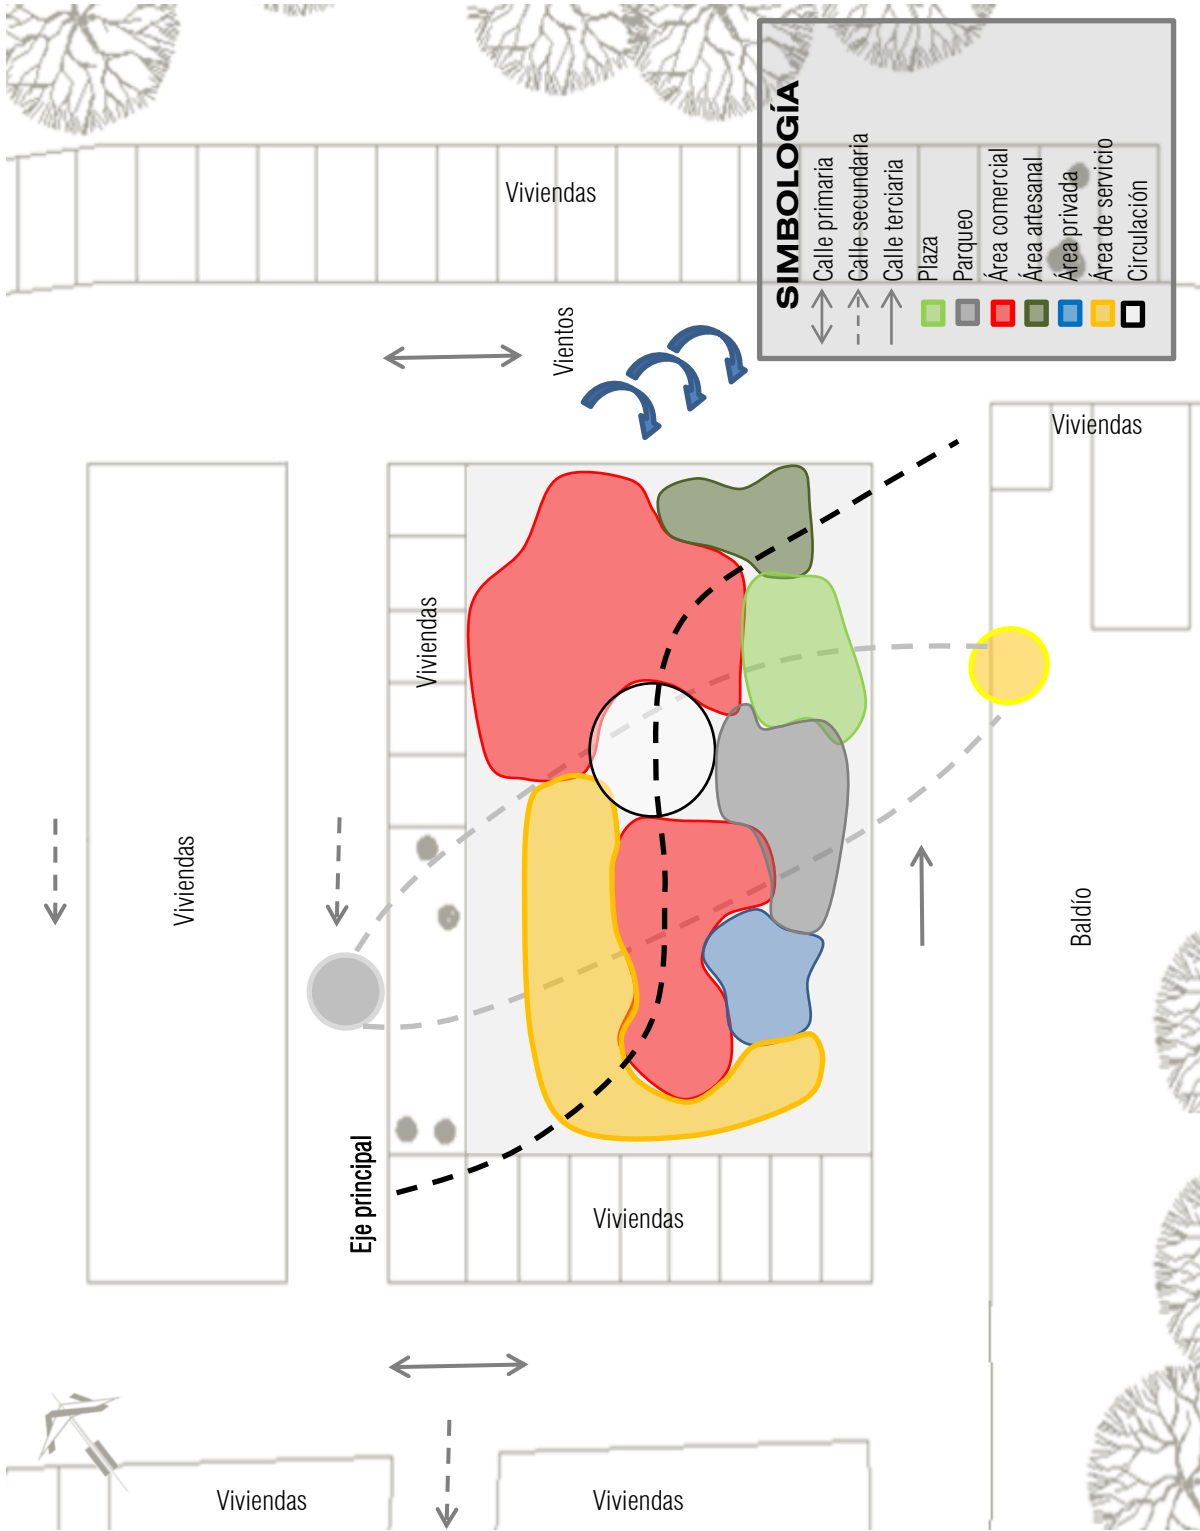 SIMBOLOGÍA
Calle primaria
Calle secundaria
Calle terciaria
Plaza
Parqueo
Área comercial
Área artesanal
Área privada
Área de servicio
Circulación
Viviendas
Vientos
Viviendas
Viviendas
Viviendas
Baldío
Eje principal
Viviendas
Viviendas
Viviendas